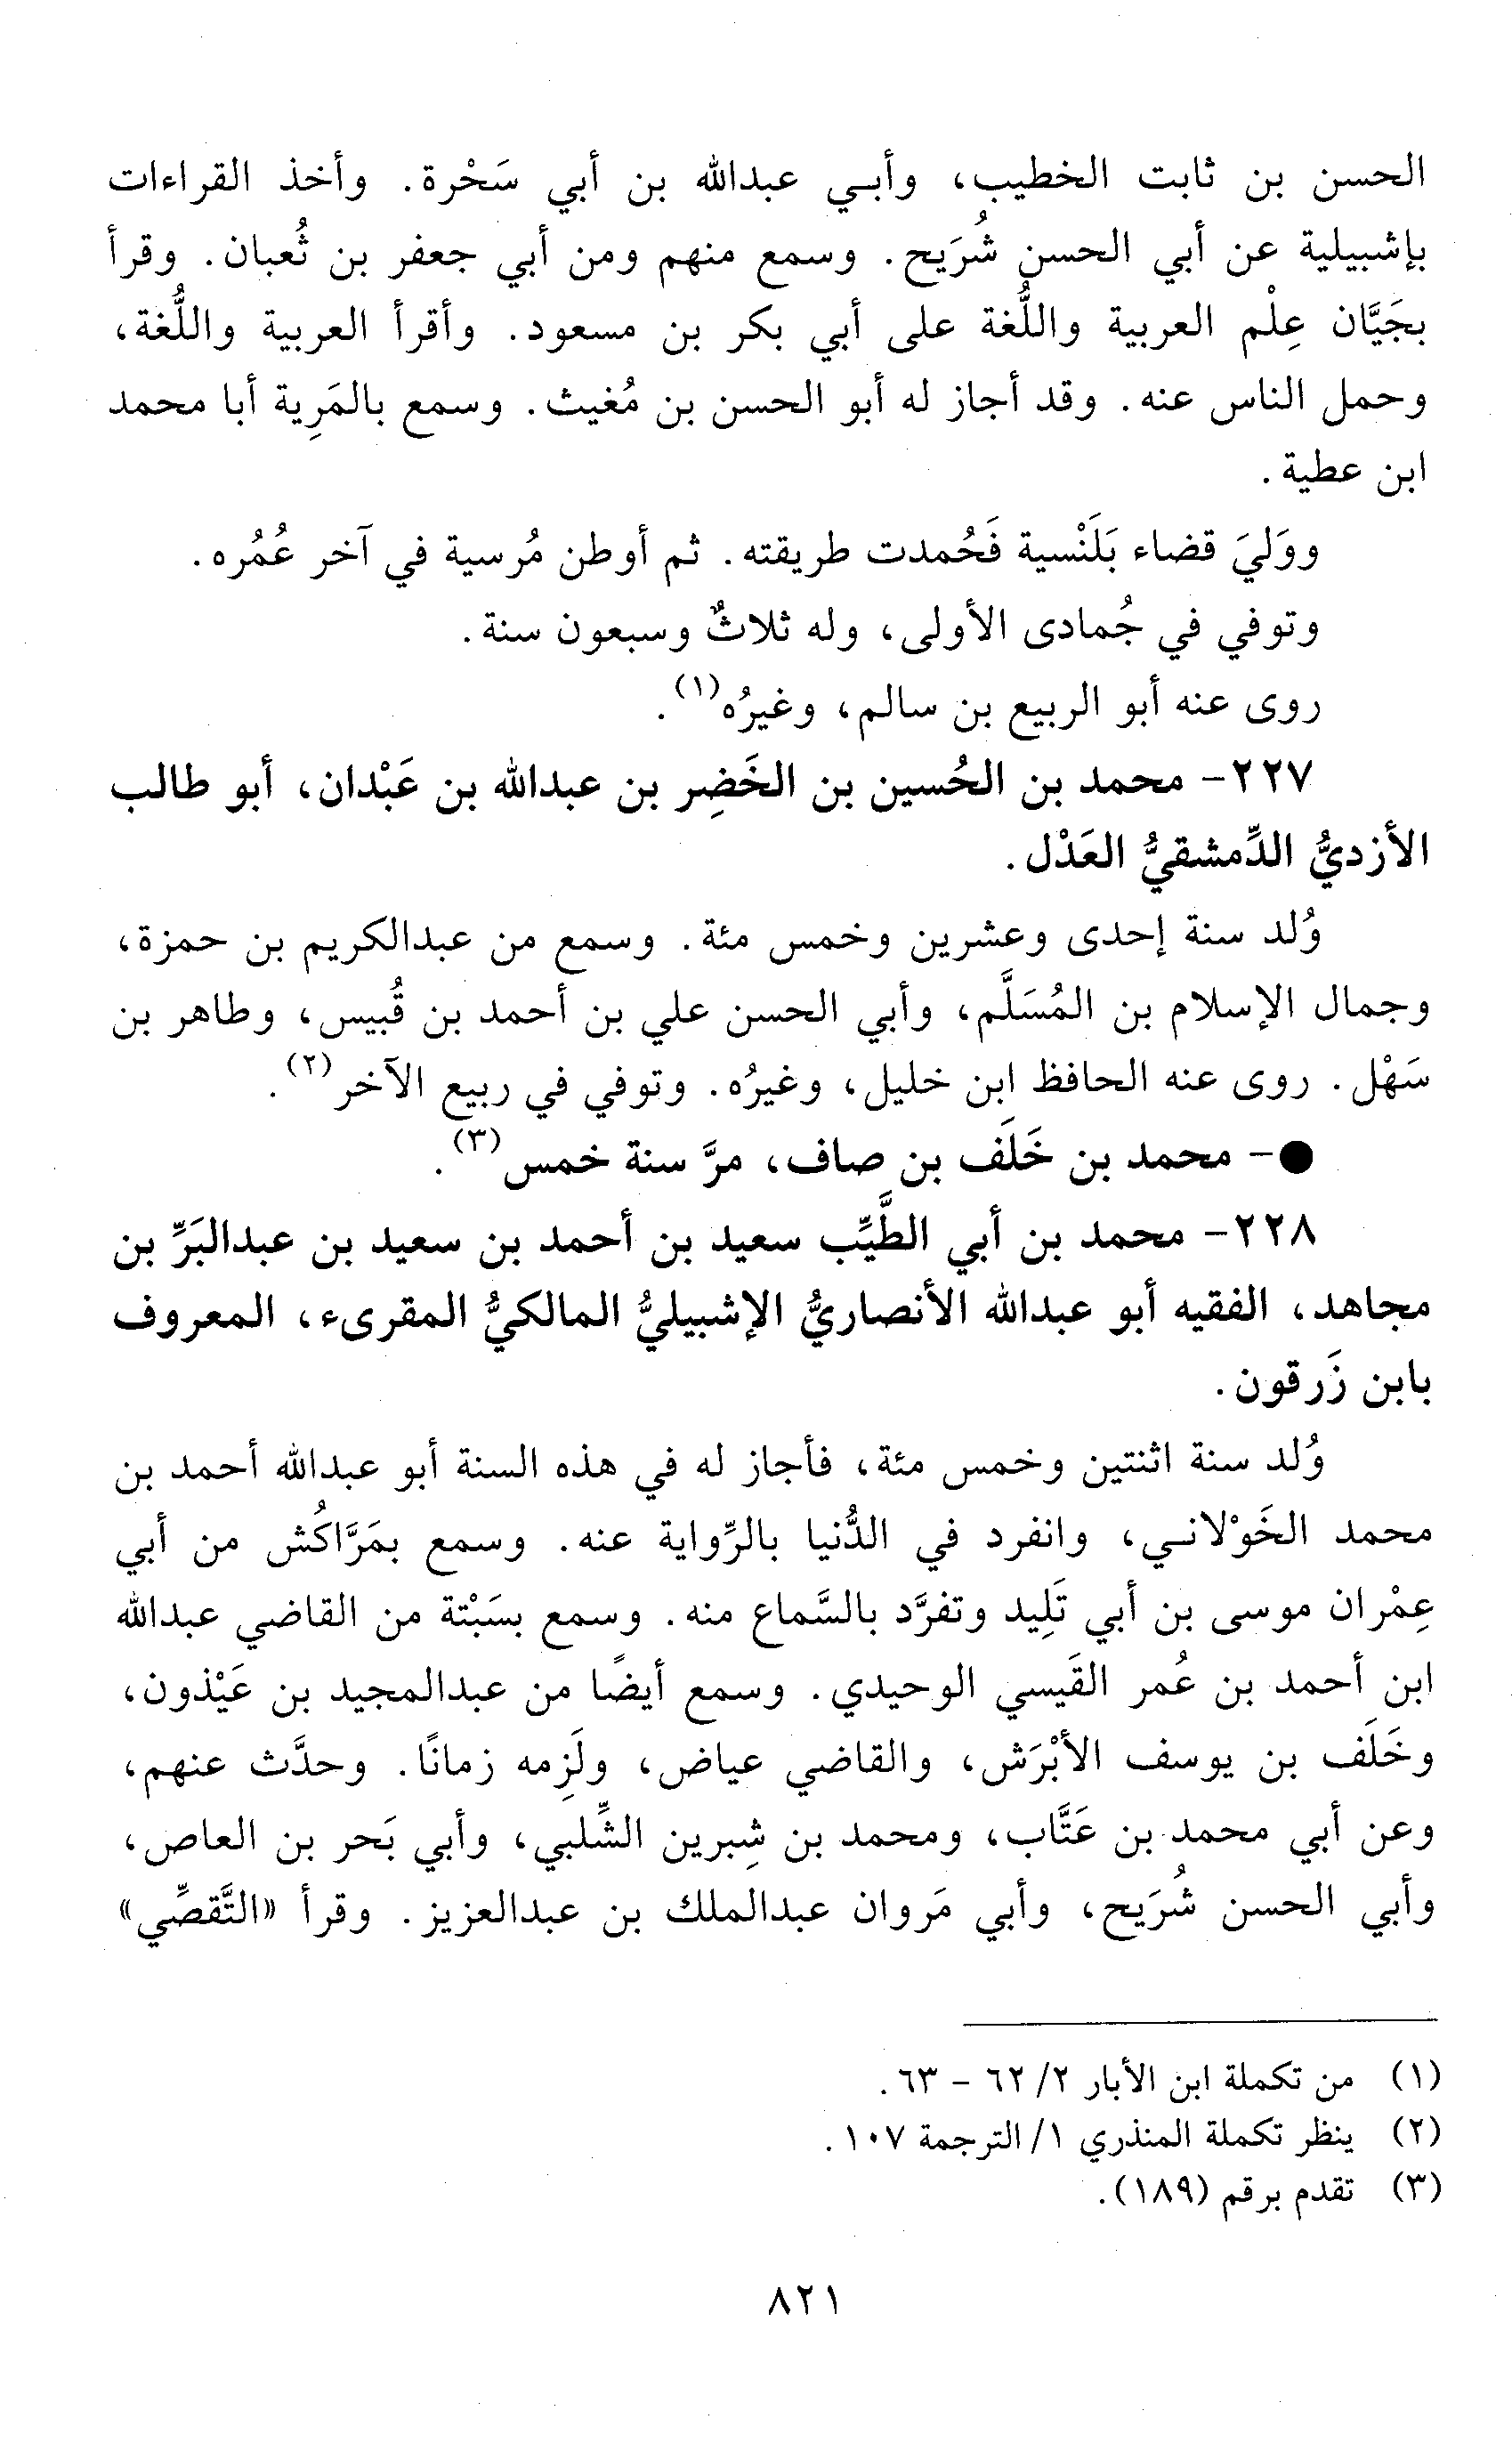 الحسن بن ثابت الخطيب، وأبي عبدالله بن أبي سَحْرة. وأخذ القراءات
بإشبيلية عن أبي الحسن شُرَيح. وسمع منهم ومن أبي جعفر بن ثُعبان. وقرأ
بجَيَّان عِلْم العربية واللُّغة على أبي بكر بن مسعود. وأقرأ العربية واللُّغة،
وحمل الناس عنه. وقد أجاز له أبو الحسن بن مُغيث. وسمع بالمَرِية أبا محمد
ابن عطية.
ووَليَ قضاء بَلَنْسية فَحُمدت طريقته. ثم أوطن مُرسية في آخر عُمُره.
وتوفي في جُمادى الأولى، وله ثلاثٌ وسبعون سنة.
روى عنه أبو الربيع بن سالم، وغيرُه(١).
٢٢٧- محمد بن الحُسين بن الخَضِر بن عبدالله بن عَبْدان، أبو طالب
الأزديُّ الدِّمشقيُّ العَدْل.
وُلد سنة إحدى وعشرين وخمس مئة. وسمع من عبدالكريم بن حمزة،
وجمال الإسلام بن المُسَلَّم، وأبي الحسن علي بن أحمد بن قُبيس، وطاهر بن
سَهْل. روى عنه الحافظ ابن خليل، وغيرُه. وتوفي في ربيع الآخر(٢).
●- محمد بن خَلَف بن صاف، مرَّ سنة خمس(٣).
٢٢٨- محمد بن أبي الطَّيِّب سعيد بن أحمد بن سعيد بن عبدالبَرِّ بن
مجاهد، الفقيه أبو عبدالله الأنصاريُّ الإشبيليُّ المالكيُّ المقرىء، المعروف
بابن زَرقون.
وُلد سنة اثنتين وخمس مئة، فأجاز له في هذه السنة أبو عبدالله أحمد بن
محمد الخَوْلاني، وانفرد في الدُّنيا بالرِّواية عنه. وسمع بمَرَّاكُش من أبي
عِمْران موسى بن أبي تَلِيد وتفرَّد بالسَّماع منه. وسمع بسَبْتة من القاضي عبدالله
ابن أحمد بن عُمر القَيسي الوحيدي. وسمع أيضًا من عبدالمجيد بن عَيْذون،
وخَلَف بن يوسف الأبْرَش، والقاضي عياض، ولَزِمه زمانًا. وحدَّث عنهم،
وعن أبي محمد بن عَتَّاب، ومحمد بن شِبرين الشِّلبي، وأبي بَحر بن العاص،
وأبي الحسن شُرَيح، وأبي مَروان عبدالملك بن عبدالعزيز. وقرأ «التَّقصِّي»
(١) من تكملة ابن الأبار ٢/ ٦٢ - ٦٣.
(٢) ينظر تكملة المنذري ١/ الترجمة ١٠٧.
(٣) تقدم برقم (١٨٩).
٨٢١